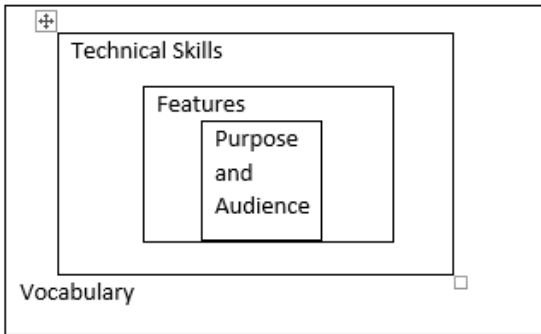 Technical Skills
Features
Purpose
and
Audience
Vocabulary